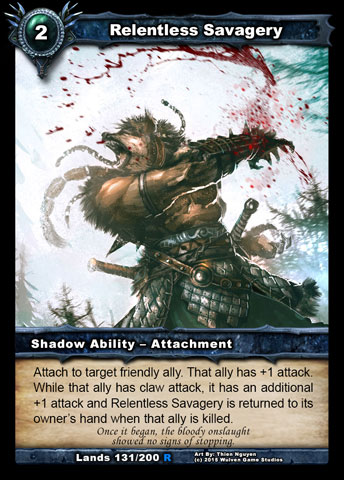 2
Relentless Savagery
Shadow Ability – Attachment
Attach to target friendly ally. That ally has +1 attack.
While that ally has claw attack, it has an additional
+1 attack and Relentless Savagery is returned to its
owner's hand when that ally is killed.
Once it began, the bloody onslaught
showed no signs of stopping.
Lands 131/200 R
Art By: Thien Nguyen
(c) 2015 Wulven Game Studios